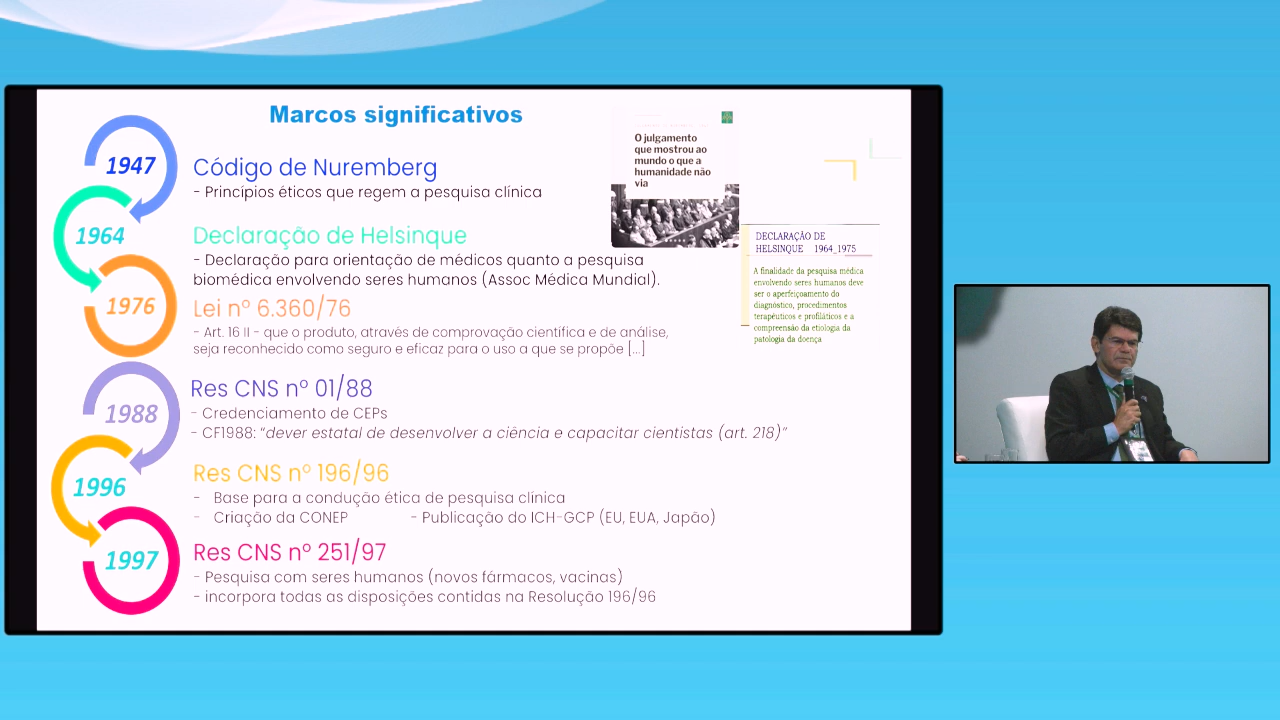 Marcos significativos
1947
Código de Nuremberg
- Princípios éticos que regem a pesquisa clínica
O julgamento
que mostrou ao
mundo o que a
humanidade não
via
1964
Declaração de Helsinque
- Declaração para orientação de médicos quanto a pesquisa
biomédica envolvendo seres humanos (Assoc Médica Mundial).
DECLARAÇÃO DE
HELSINQUE 1964_1975
A finalidade da pesquisa médica
envolvendo seres humanos deve
ser o aperfeiçoamento do
diagnóstico, procedimentos
terapêuticos e profiláticos e a
compreensão da etiologia da
patologia da doença
1976
Lei nº 6.360/76
- Art. 16 II - que o produto, através de comprovação científica e de análise,
seja reconhecido como seguro e eficaz para o uso a que se propõe [...]
1988
Res CNS nº 01/88
- Credenciamento de CEPs
- CF1988: "dever estatal de desenvolver a ciência e capacitar cientistas (art. 218)"
1996
Res CNS nº 196/96
- Base para a condução ética de pesquisa clínica
- Criação da CONEP - Publicação do ICH-GCP (EU, EUA, Japão)
1997
Res CNS nº 251/97
- Pesquisa com seres humanos (novos fármacos, vacinas)
- incorpora todas as disposições contidas na Resolução 196/96